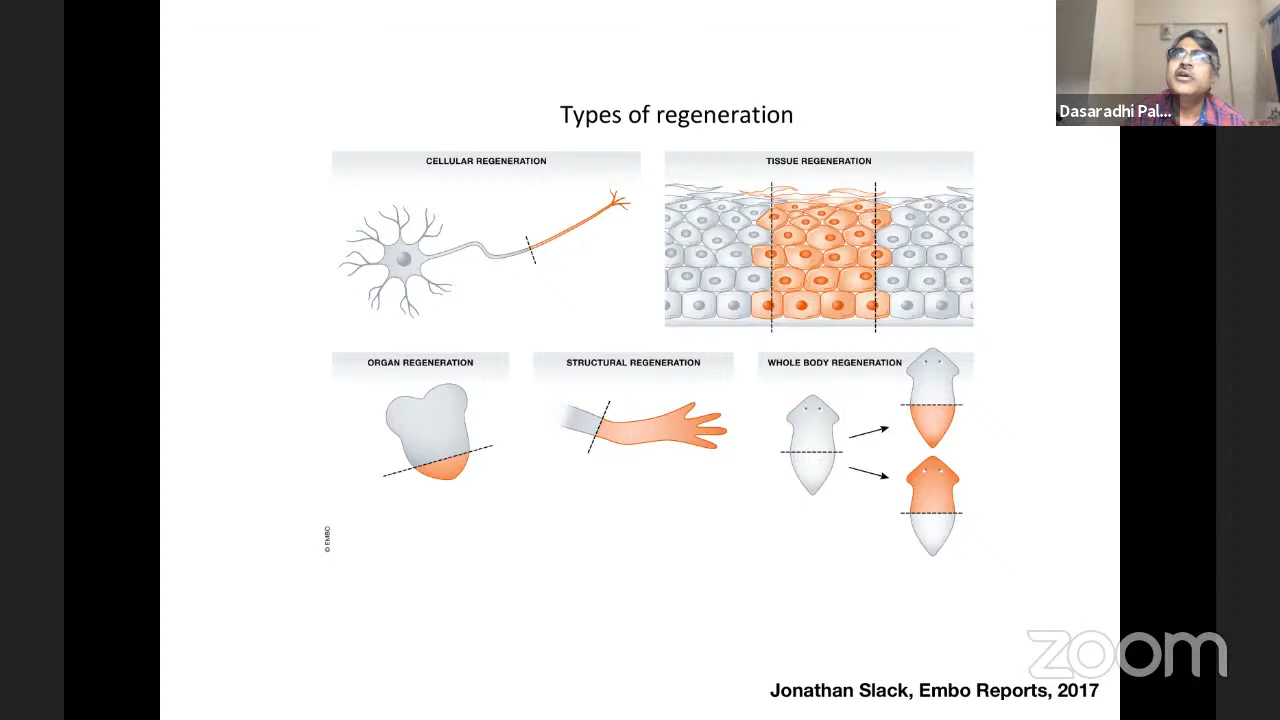 Dasaradhi Pal...
Types of regeneration
CELLULAR REGENERATION
TISSUE REGENERATION
ORGAN REGENERATION
STRUCTURAL REGENERATION
WHOLE BODY REGENERATION
© EMBO
zoom
Jonathan Slack, Embo Reports, 2017